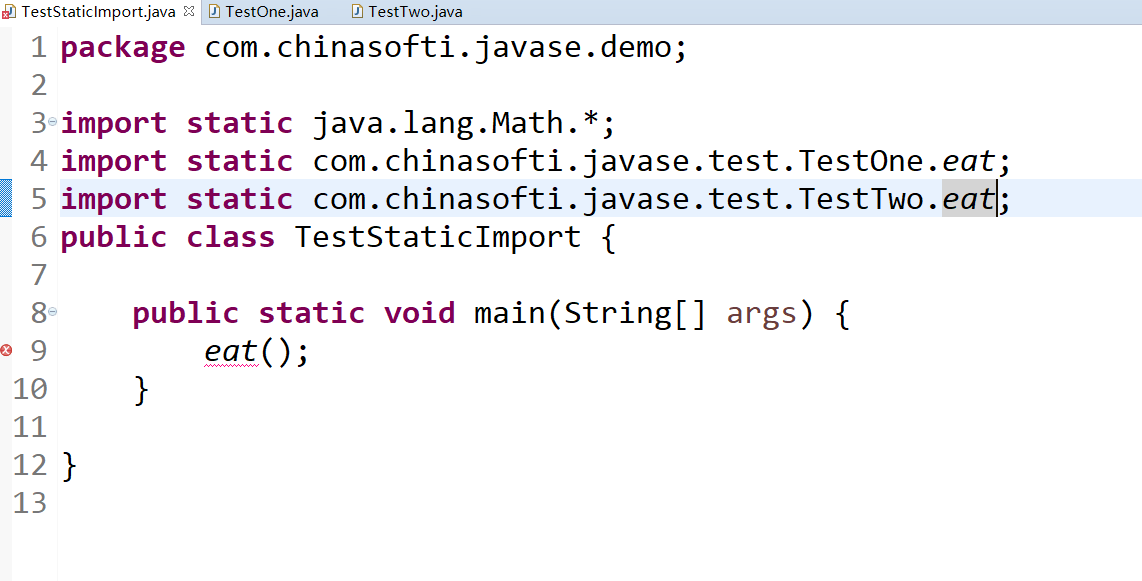 TestStaticImport.java TestOne.java TestTwo.java
1 package com.chinasofti.javase.demo;
2
3 import static java.lang.Math.*;
4 import static com.chinasofti.javase.test.TestOne.eat;
5 import static com.chinasofti.javase.test.TestTwo.eat;
6 public class TestStaticImport {
7
8 public static void main(String[] args) {
9 eat();
10 }
11
12 }
13